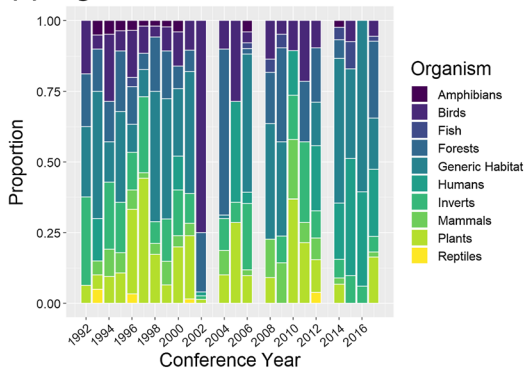 Organism
1.00
0.75
0.50
0.25
0.00
Proportion
Amphibians
Birds
Fish
Forests
Generic Habitat
Humans
Inverts
Mammals
Plants
Reptiles
1992
1994
1996
1998
2000
2002
2004
2006
2008
2010
2012
2014
2016
Conference Year